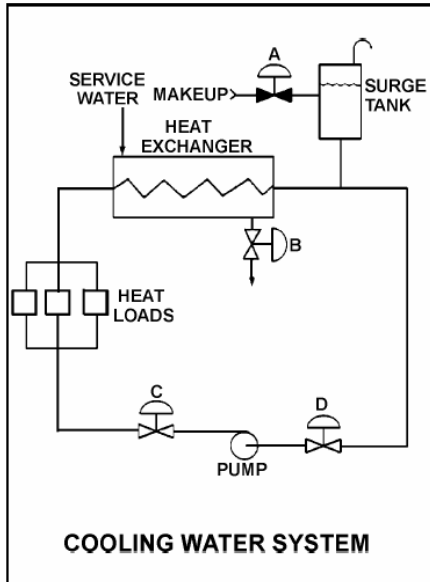 A
SERVICE
WATER
MAKEUP
SURGE
TANK
HEAT
EXCHANGER
B
HEAT
LOADS
C
D
PUMP
COOLING WATER SYSTEM